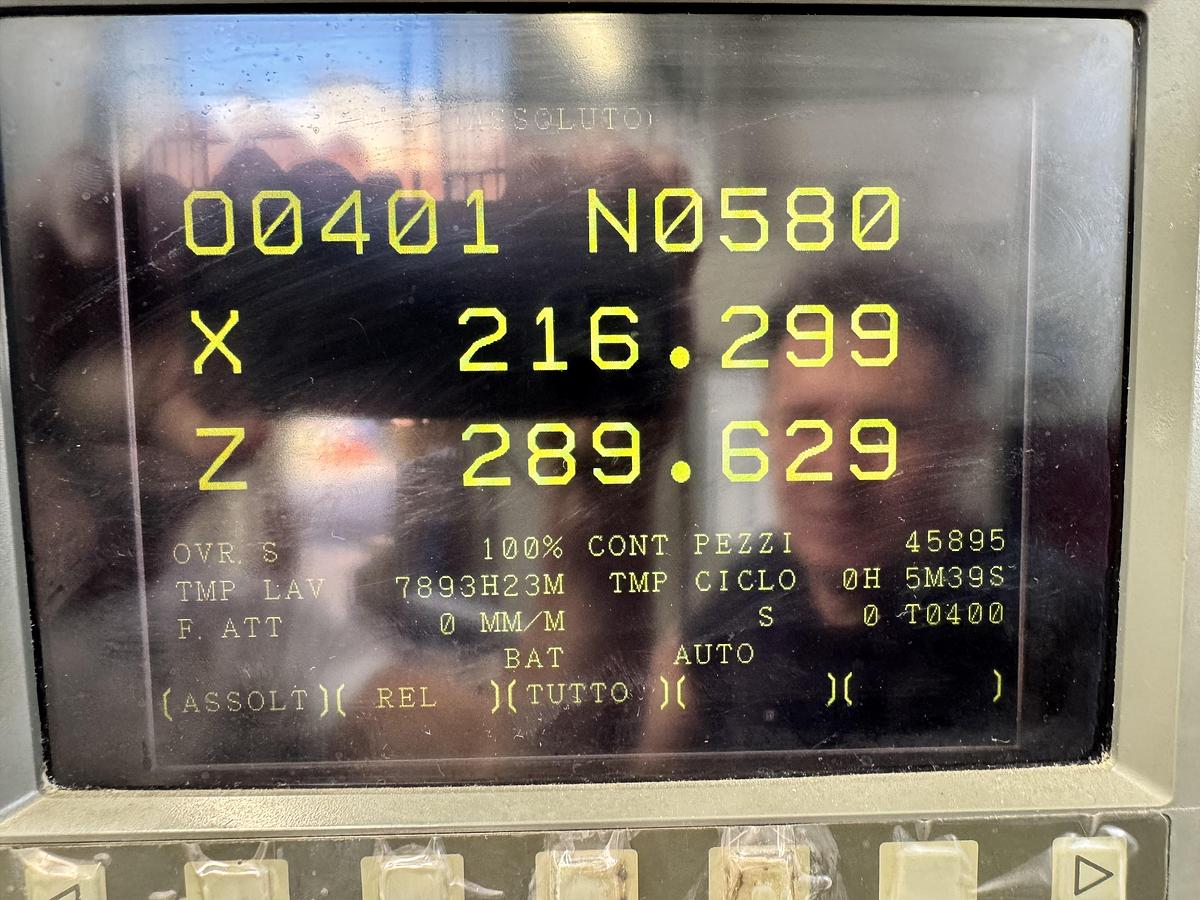 (ASSOLUTO)
O0401 N0580
X 216.299
Z 289.629
OVR. S 100% CONT PEZZI 45895
TMP LAV 7893H23M TMP CICLO 0H 5M39S
F. ATT 0 MM/M S 0 T0400
BAT AUTO
(ASSOLT)( REL )(TUTTO )( )( )